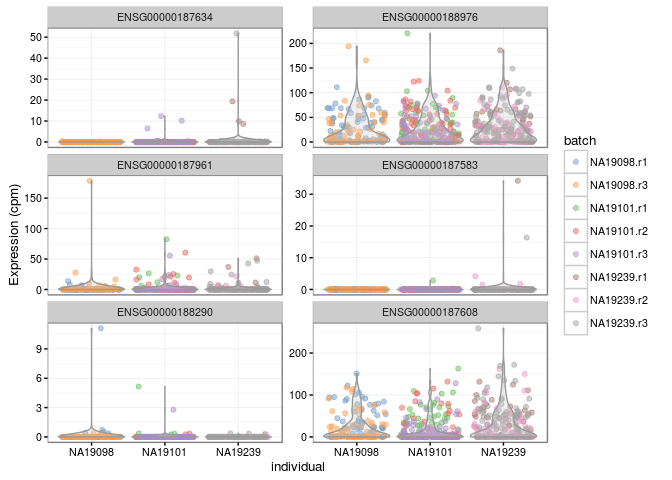 ENSG00000187634
ENSG00000188976
50
40
30
20
10
0
200
150
100
50
0
ENSG00000187961
ENSG00000187583
150
100
50
0
30
20
10
0
ENSG00000188290
ENSG00000187608
9
6
3
0
200
100
0
NA19098 NA19101 NA19239
NA19098 NA19101 NA19239
individual
Expression (cpm)
batch
NA19098.r1
NA19098.r3
NA19101.r1
NA19101.r2
NA19101.r3
NA19239.r1
NA19239.r2
NA19239.r3